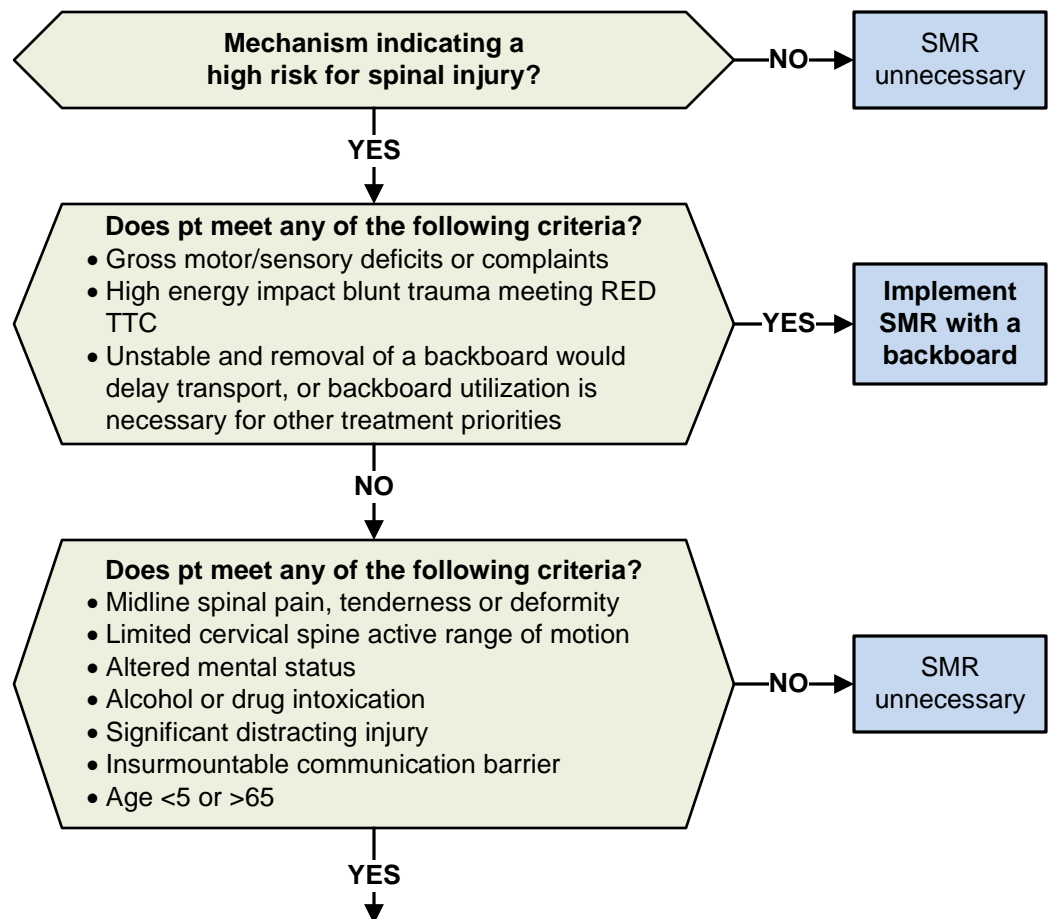 Mechanism indicating a
high risk for spinal injury?
NO
SMR
unnecessary
YES
Does pt meet any of the following criteria?
• Gross motor/sensory deficits or complaints
• High energy impact blunt trauma meeting RED
TTC
• Unstable and removal of a backboard would
delay transport, or backboard utilization is
necessary for other treatment priorities
YES
Implement
SMR with a
backboard
NO
Does pt meet any of the following criteria?
• Midline spinal pain, tenderness or deformity
• Limited cervical spine active range of motion
• Altered mental status
• Alcohol or drug intoxication
• Significant distracting injury
• Insurmountable communication barrier
• Age <5 or >65
NO
SMR
unnecessary
YES